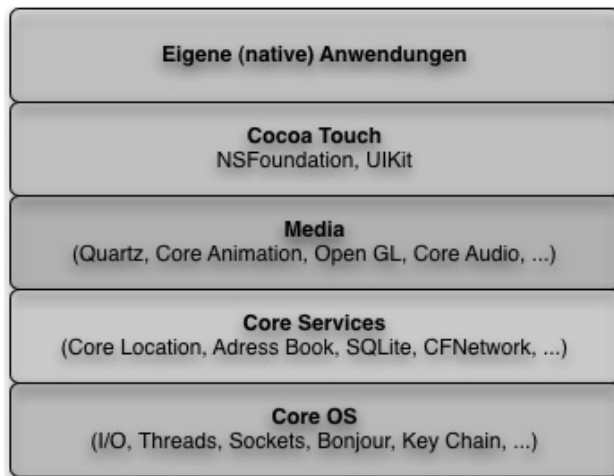 Eigene (native) Anwendungen
Cocoa Touch
NSFoundation, UIKit
Media
(Quartz, Core Animation, Open GL, Core Audio, ...)
Core Services
(Core Location, Adress Book, SQLite, CFNetwork, ...)
Core OS
(I/O, Threads, Sockets, Bonjour, Key Chain, ...)